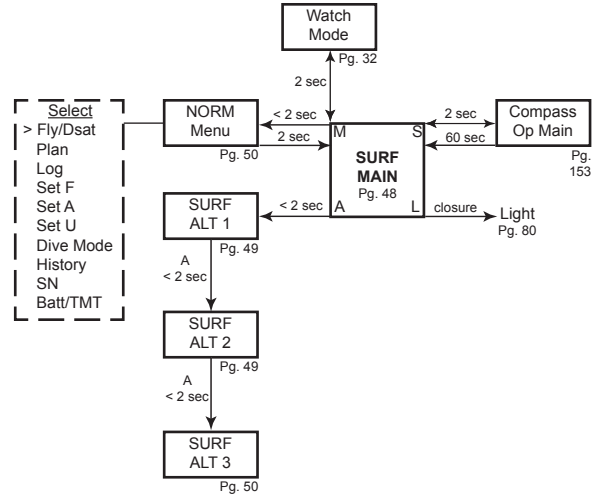 Watch
Mode
Pg. 32
2 sec
Select
> Fly/Dsat
Plan
Log
Set F
Set A
Set U
Dive Mode
History
SN
Batt/TMT
NORM
Menu
Pg. 50
< 2 sec
2 sec
M
S
SURF
MAIN
Pg. 48
A
L
2 sec
60 sec
Compass
Op Main
Pg.
153
closure
Light
Pg. 80
< 2 sec
SURF
ALT 1
Pg. 49
A
< 2 sec
SURF
ALT 2
Pg. 49
A
< 2 sec
SURF
ALT 3
Pg. 50